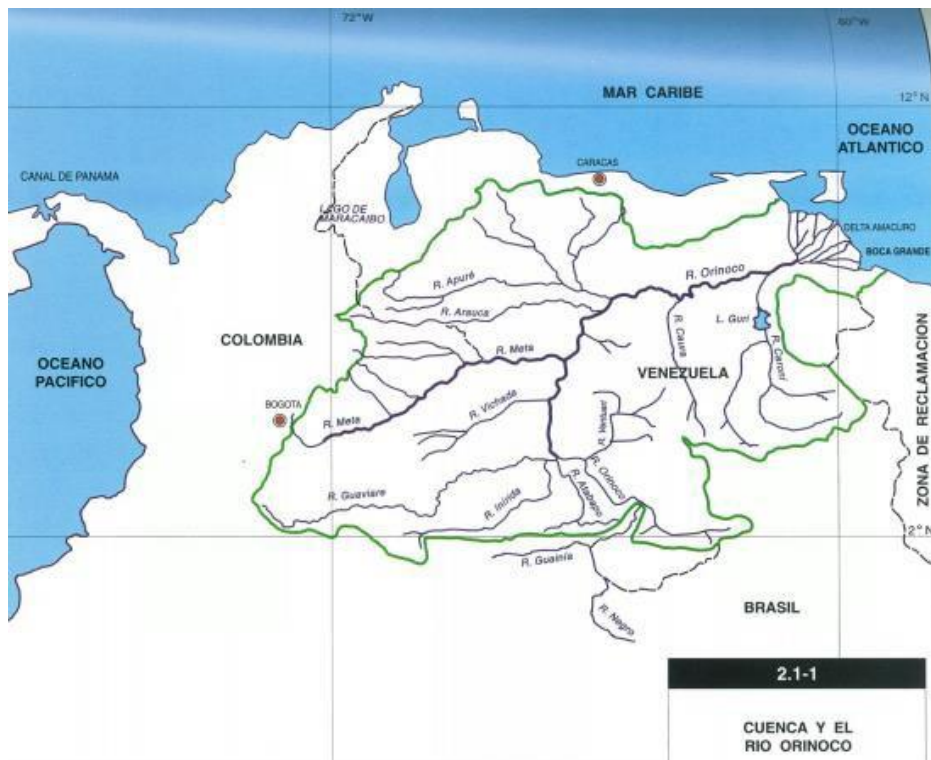 72° W
60° W
MAR CARIBE
12° N
OCEANO
ATLANTICO
CARACAS
CANAL DE PANAMA
LAGO DE
MARACAIBO
DELTA AMACURO
BOCA GRANDE
R. Orinoco
R. Apuré
R. Arauca
L. Guri
COLOMBIA
R. Meta
R. Caura
R. Caroní
OCEANO
PACIFICO
VENEZUELA
ZONA DE RECLAMACION
BOGOTA
R. Meta
R. Vichada
R. Ventuari
R. Orinoco
R. Guaviare
R. Inírida
R. Atabapo
2° N
R. Guainía
R. Negro
BRASIL
2.1-1
CUENCA Y EL
RIO ORINOCO